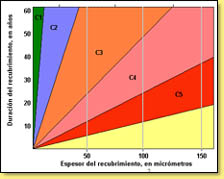 Duración del recubrimiento, en años
60
50
40
30
20
10
C1
C2
C3
C4
C5
50
100
150
Espesor del recubrimiento, en micrómetros